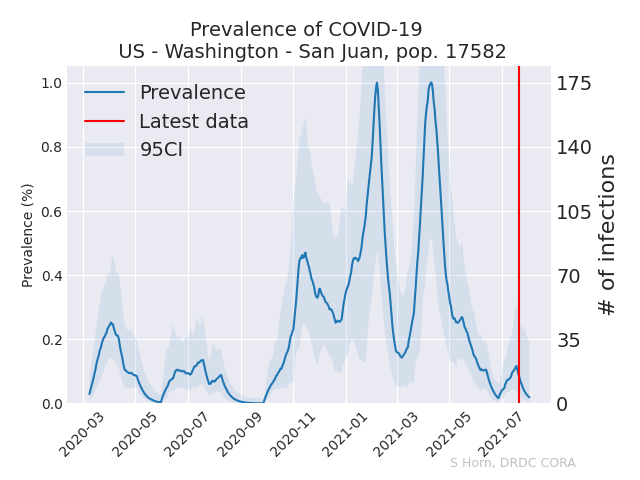 Prevalence of COVID-19
US - Washington - San Juan, pop. 17582
Prevalence
Latest data
95CI
Prevalence (%)
1.0
0.8
0.6
0.4
0.2
0.0
175
140
105
70
35
0
# of infections
2020-03
2020-05
2020-07
2020-09
2020-11
2021-01
2021-03
2021-05
2021-07
S Horn, DRDC CORA